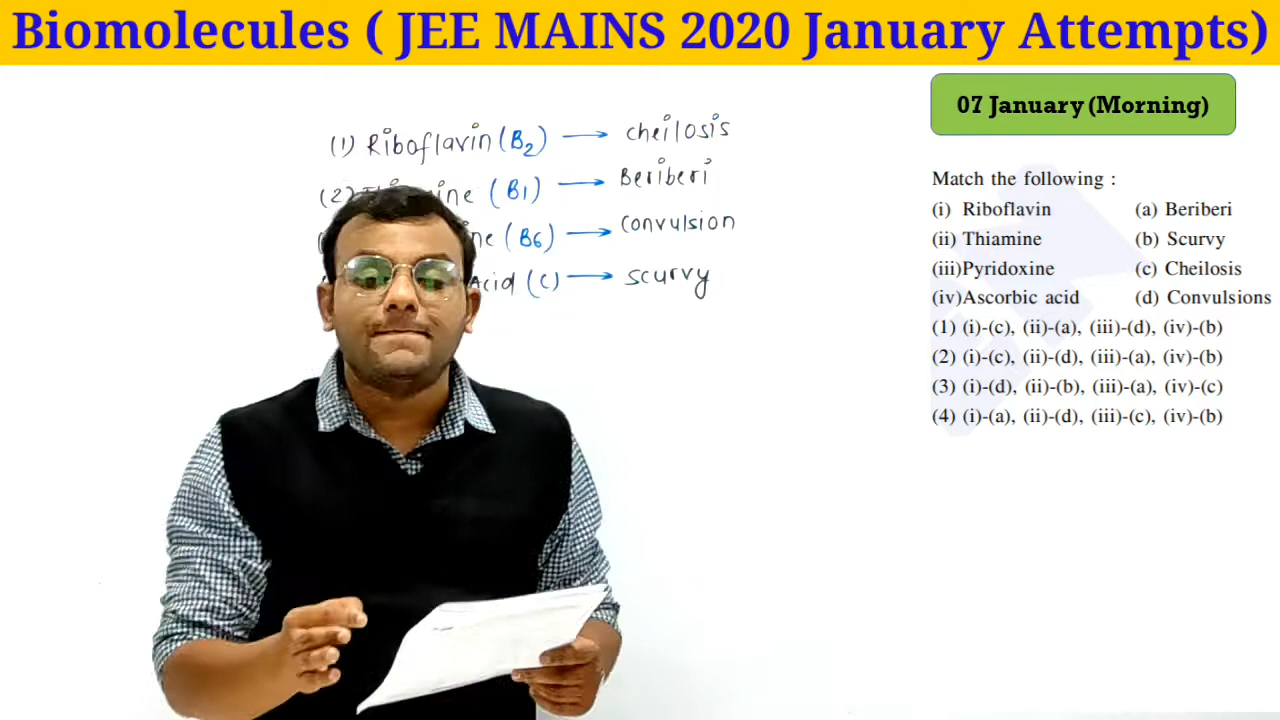 Biomolecules ( JEE MAINS 2020 January Attempts)
07 January (Morning)
(1) Riboflavin (B2) → cheilosis
(2) (B1) → Beriberi
(B6) → convulsion
Acid (C) → scurvy
Match the following :
(i) Riboflavin (a) Beriberi
(ii) Thiamine (b) Scurvy
(iii)Pyridoxine (c) Cheilosis
(iv)Ascorbic acid (d) Convulsions
(1) (i)-(c), (ii)-(a), (iii)-(d), (iv)-(b)
(2) (i)-(c), (ii)-(d), (iii)-(a), (iv)-(b)
(3) (i)-(d), (ii)-(b), (iii)-(a), (iv)-(c)
(4) (i)-(a), (ii)-(d), (iii)-(c), (iv)-(b)